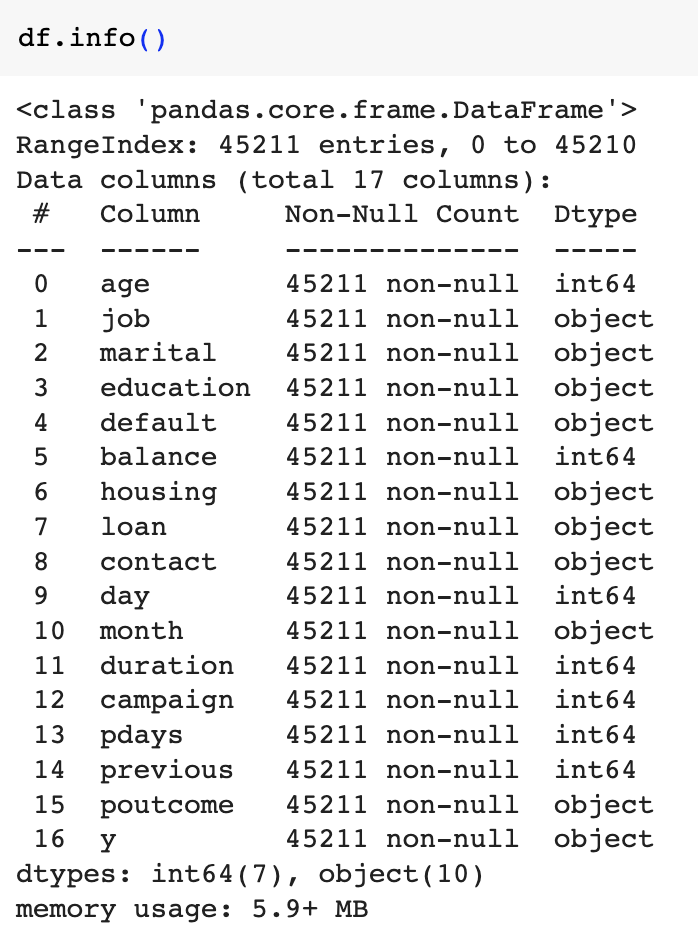 df.info()
<class 'pandas.core.frame.DataFrame'>
RangeIndex: 45211 entries, 0 to 45210
Data columns (total 17 columns):
 #   Column     Non-Null Count  Dtype
---  ------     --------------  -----
 0   age        45211 non-null  int64
 1   job        45211 non-null  object
 2   marital    45211 non-null  object
 3   education  45211 non-null  object
 4   default    45211 non-null  object
 5   balance    45211 non-null  int64
 6   housing    45211 non-null  object
 7   loan       45211 non-null  object
 8   contact    45211 non-null  object
 9   day        45211 non-null  int64
 10  month      45211 non-null  object
 11  duration   45211 non-null  int64
 12  campaign   45211 non-null  int64
 13  pdays      45211 non-null  int64
 14  previous   45211 non-null  int64
 15  poutcome   45211 non-null  object
 16  y          45211 non-null  object
dtypes: int64(7), object(10)
memory usage: 5.9+ MB